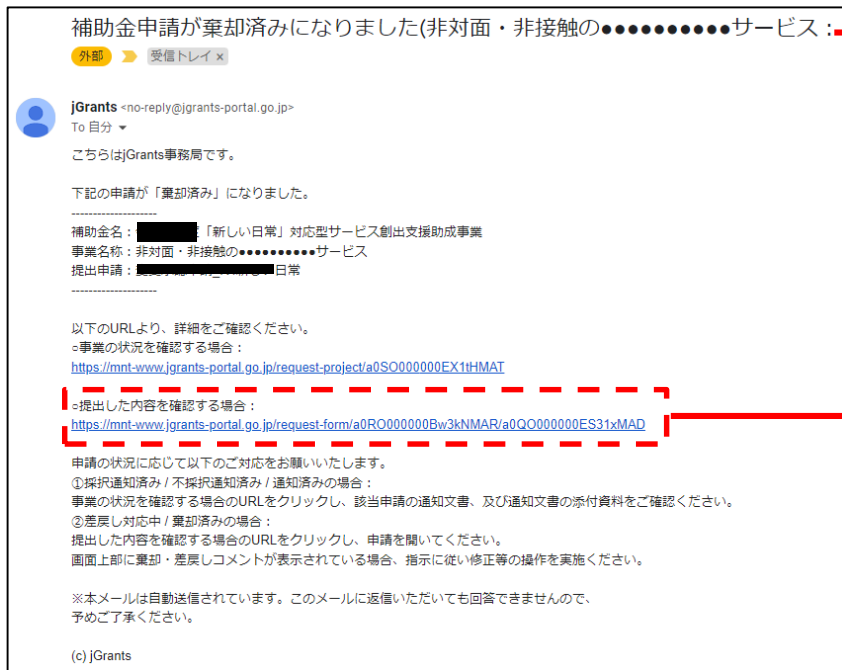 補助金申請が棄却済みになりました(非対面・非接触の●●●●●●●●●●サービス：
外部 受信トレイ ×
jGrants <no-reply@jgrants-portal.go.jp>
To 自分
こちらはjGrants事務局です。
下記の申請が「棄却済み」になりました。
--------------------
補助金名：「新しい日常」対応型サービス創出支援助成事業
事業名称：非対面・非接触の●●●●●●●●●●サービス
提出申請：日常
--------------------
以下のURLより、詳細をご確認ください。
○事業の状況を確認する場合：
https://mnt-www.jgrants-portal.go.jp/request-project/a0SO000000EX1tHMAT
○提出した内容を確認する場合：
https://mnt-www.jgrants-portal.go.jp/request-form/a0RO000000Bw3kNMAR/a0QO000000ES31xMAD
申請の状況に応じて以下のご対応をお願いいたします。
①採択通知済み / 不採択通知済み / 通知済みの場合：
事業の状況を確認する場合のURLをクリックし、該当申請の通知文書、及び通知文書の添付資料をご確認ください。
②差戻し対応中 / 棄却済みの場合：
提出した内容を確認する場合のURLをクリックし、申請を開いてください。
画面上部に棄却・差戻しコメントが表示されている場合、指示に従い修正等の操作を実施ください。
※本メールは自動送信されています。このメールに返信いただいても回答できませんので、
予めご了承ください。
(c) jGrants